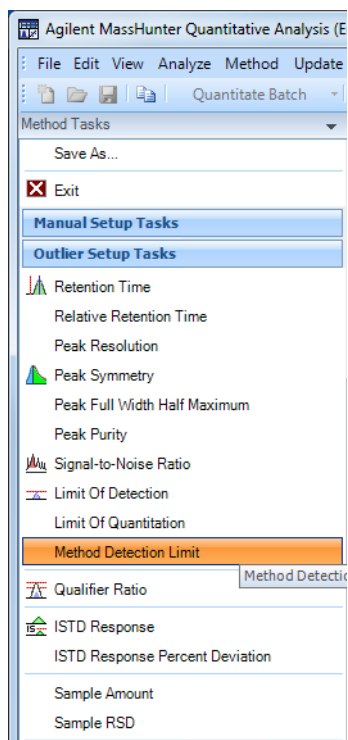 Agilent MassHunter Quantitative Analysis (E
File Edit View Analyze Method Update
Quantitate Batch
Method Tasks
Save As...
Exit
Manual Setup Tasks
Outlier Setup Tasks
Retention Time
Relative Retention Time
Peak Resolution
Peak Symmetry
Peak Full Width Half Maximum
Peak Purity
Signal-to-Noise Ratio
Limit Of Detection
Limit Of Quantitation
Method Detection Limit
Method Detectio
Qualifier Ratio
ISTD Response
ISTD Response Percent Deviation
Sample Amount
Sample RSD